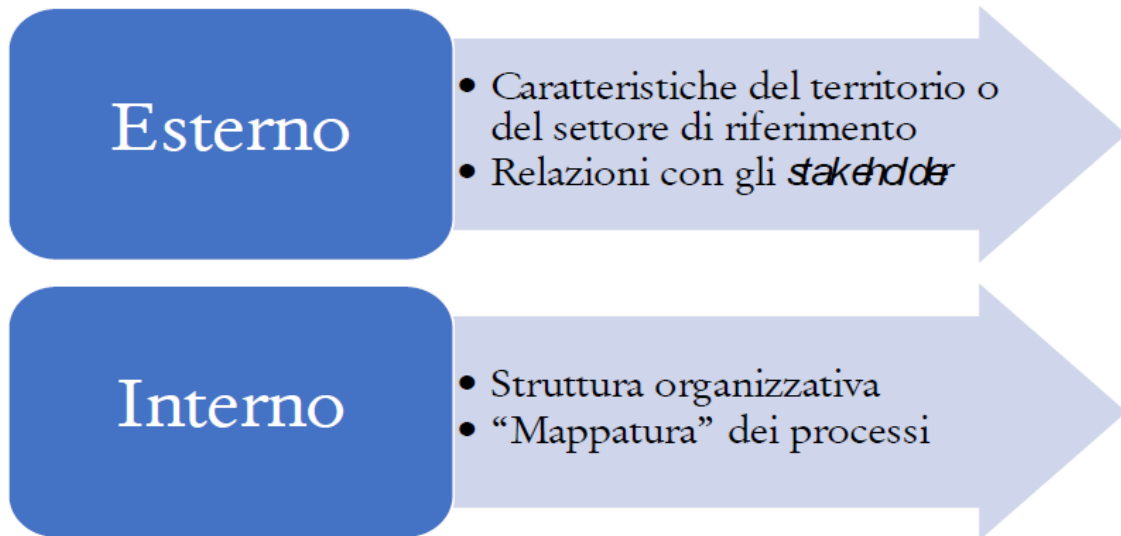 Esterno
• Caratteristiche del territorio o
del settore di riferimento
• Relazioni con gli stakeholder
Interno
• Struttura organizzativa
• “Mappatura” dei processi